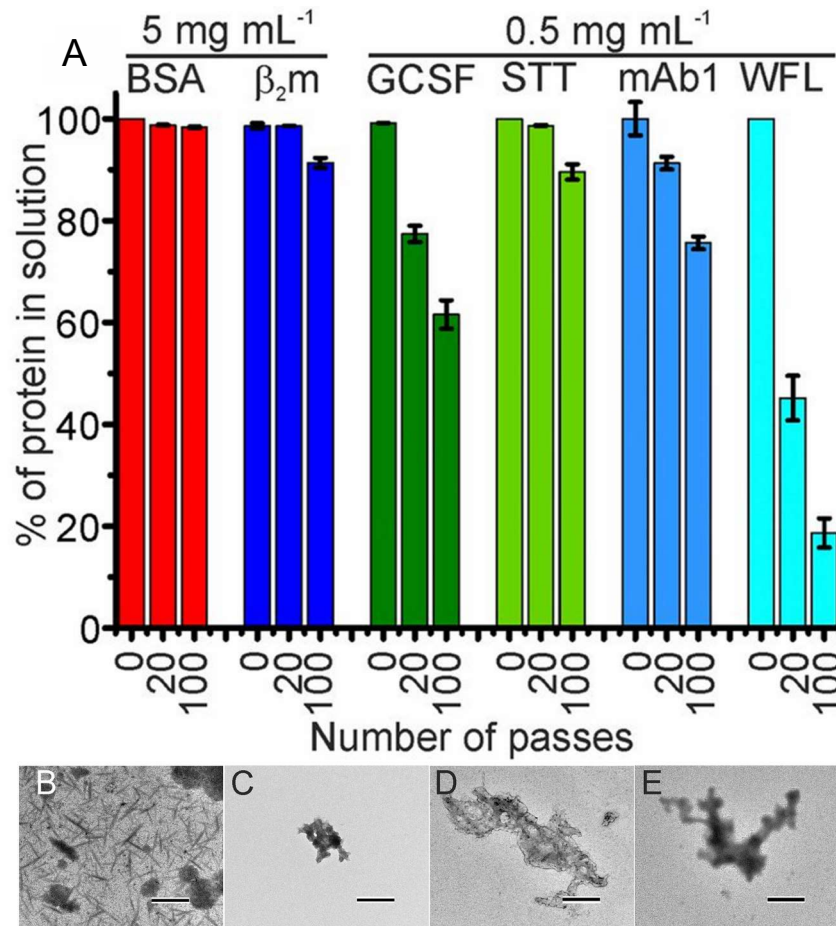 A
5 mg mL⁻¹ 0.5 mg mL⁻¹
BSA β₂m GCSF STT mAb1 WFL
% of protein in solution
100
80
60
40
20
0
0 20 100 0 20 100 0 20 100 0 20 100 0 20 100 0 20 100
Number of passes
B C D E